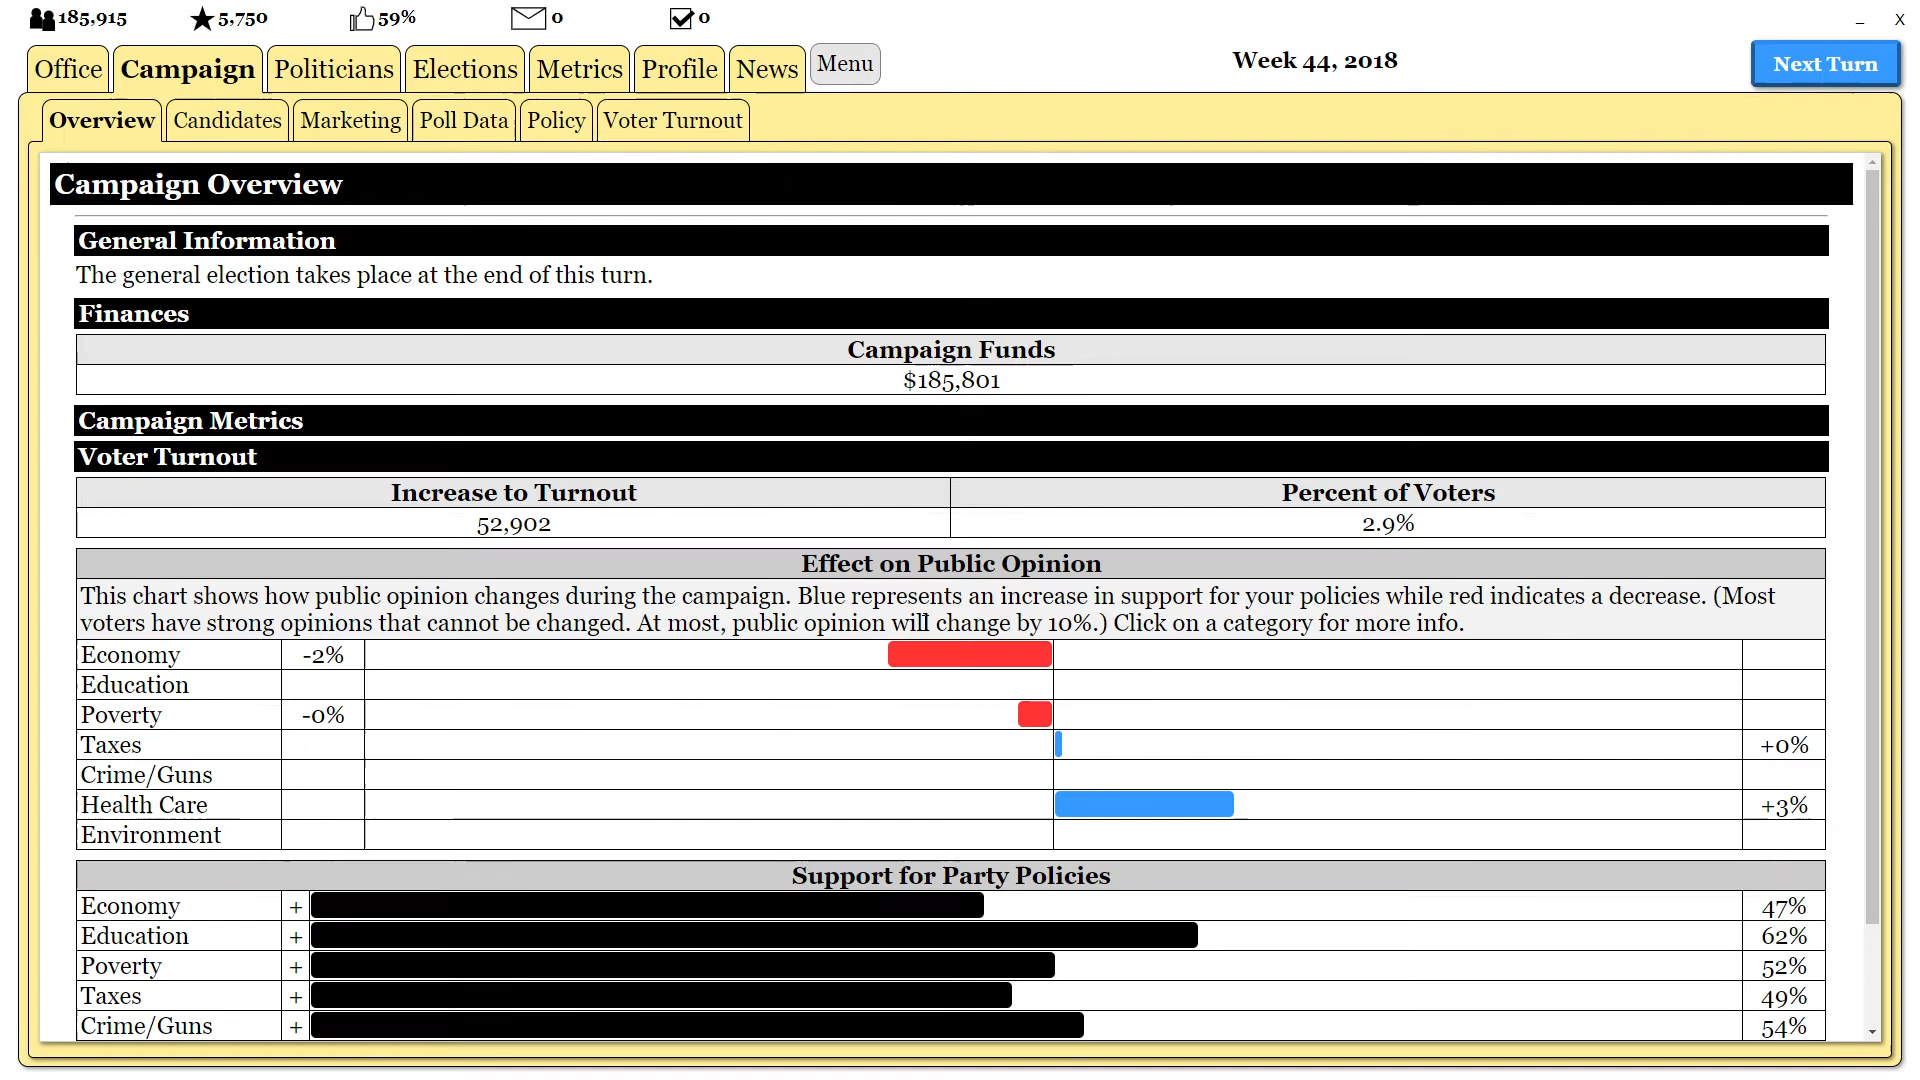 185,915 5,750 59% 0 0 _ X
Office Campaign Politicians Elections Metrics Profile News Menu Week 44, 2018 Next Turn
Overview Candidates Marketing Poll Data Policy Voter Turnout
Campaign Overview
General Information
The general election takes place at the end of this turn.
Finances
Campaign Funds
$185,801
Campaign Metrics
Voter Turnout
Increase to Turnout Percent of Voters
52,902 2.9%
Effect on Public Opinion
This chart shows how public opinion changes during the campaign. Blue represents an increase in support for your policies while red indicates a decrease. (Most
voters have strong opinions that cannot be changed. At most, public opinion will change by 10%.) Click on a category for more info.
Economy -2%
Education
Poverty -0%
Taxes +0%
Crime/Guns
Health Care +3%
Environment
Support for Party Policies
Economy + 47%
Education + 62%
Poverty + 52%
Taxes + 49%
Crime/Guns + 54%